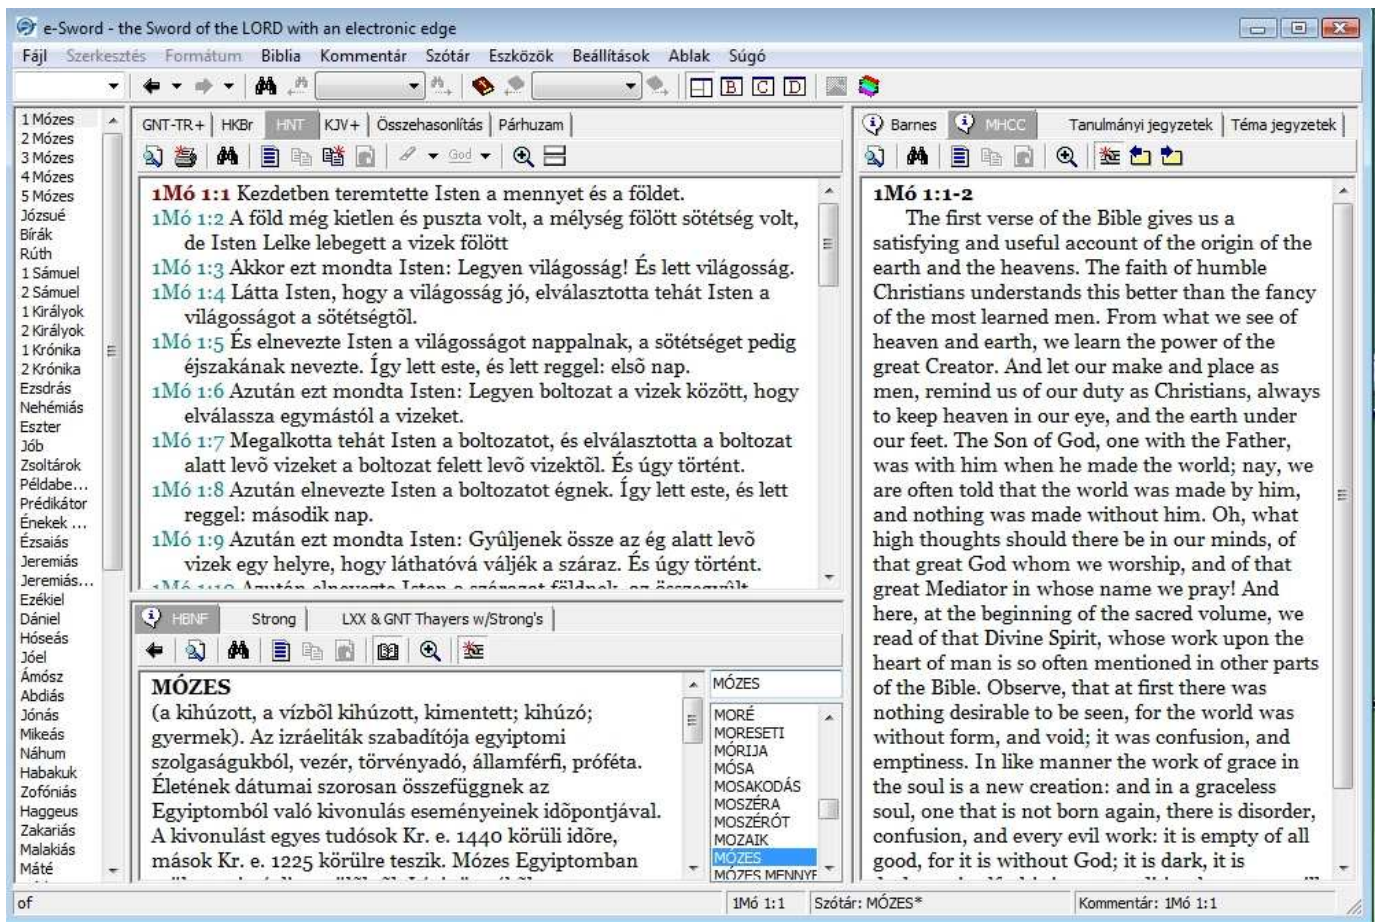 e-Sword - the Sword of the LORD with an electronic edge
Fájl Szerkesztés Formátum Biblia Kommentár Szótár Eszközök Beállítások Ablak Súgó
B C D
1 Mózes
2 Mózes
3 Mózes
4 Mózes
5 Mózes
Józsué
Bírák
Rúth
1 Sámuel
2 Sámuel
1 Királyok
2 Királyok
1 Krónika
2 Krónika
Ezsdrás
Nehémiás
Eszter
Jób
Zsoltárok
Példabe...
Prédikátor
Énekek ...
Ézsaiás
Jeremiás
Jeremiás...
Ezékiel
Dániel
Hóseás
Jóel
Ámósz
Abdiás
Jónás
Mikeás
Náhum
Habakuk
Zofóniás
Haggeus
Zakariás
Malakiás
Máté
GNT-TR+ HKBr HNT KJV+ Összehasonlítás Párhuzam
God
1Mó 1:1 Kezdetben teremtette Isten a mennyet és a földet.
1Mó 1:2 A föld még kietlen és puszta volt, a mélység fölött sötétség volt,
de Isten Lelke lebegett a vizek fölött
1Mó 1:3 Akkor ezt mondta Isten: Legyen világosság! És lett világosság.
1Mó 1:4 Látta Isten, hogy a világosság jó, elválasztotta tehát Isten a
világosságot a sötétségtõl.
1Mó 1:5 És elnevezte Isten a világosságot nappalnak, a sötétséget pedig
éjszakának nevezte. Így lett este, és lett reggel: elsõ nap.
1Mó 1:6 Azután ezt mondta Isten: Legyen boltozat a vizek között, hogy
elválassza egymástól a vizeket.
1Mó 1:7 Megalkotta tehát Isten a boltozatot, és elválasztotta a boltozat
alatt levõ vizeket a boltozat felett levõ vizektõl. És úgy történt.
1Mó 1:8 Azután elnevezte Isten a boltozatot égnek. Így lett este, és lett
reggel: második nap.
1Mó 1:9 Azután ezt mondta Isten: Gyûljenek össze az ég alatt levõ
vizek egy helyre, hogy láthatóvá váljék a száraz. És úgy történt.
1Mó 1:10 Azután elnevezte Isten a szárazat földnek, az összegyûlt
HBNF Strong LXX & GNT Thayers w/Strong's
MÓZES
(a kihúzott, a vízbõl kihúzott, kimentett; kihúzó;
gyermek). Az izráeliták szabadítója egyiptomi
szolgaságukból, vezér, törvényadó, államférfi, próféta.
Életének dátumai szorosan összefüggnek az
Egyiptomból való kivonulás eseményeinek idõpontjával.
A kivonulást egyes tudósok Kr. e. 1440 körüli idõre,
mások Kr. e. 1225 körülre teszik. Mózes Egyiptomban
MÓZES
MORÉ
MORESETI
MÓRIJA
MÓSA
MOSAKODÁS
MOSZÉRA
MOSZÉRÓT
MOZAIK
MÓZES
MÓZES MENNYE
Barnes MHCC Tanulmányi jegyzetek Téma jegyzetek
1Mó 1:1-2
The first verse of the Bible gives us a
satisfying and useful account of the origin of the
earth and the heavens. The faith of humble
Christians understands this better than the fancy
of the most learned men. From what we see of
heaven and earth, we learn the power of the
great Creator. And let our make and place as
men, remind us of our duty as Christians, always
to keep heaven in our eye, and the earth under
our feet. The Son of God, one with the Father,
was with him when he made the world; nay, we
are often told that the world was made by him,
and nothing was made without him. Oh, what
high thoughts should there be in our minds, of
that great God whom we worship, and of that
great Mediator in whose name we pray! And
here, at the beginning of the sacred volume, we
read of that Divine Spirit, whose work upon the
heart of man is so often mentioned in other parts
of the Bible. Observe, that at first there was
nothing desirable to be seen, for the world was
without form, and void; it was confusion, and
emptiness. In like manner the work of grace in
the soul is a new creation: and in a graceless
soul, one that is not born again, there is disorder,
confusion, and every evil work: it is empty of all
good, for it is without God; it is dark, it is
of
1Mó 1:1 Szótár: MÓZES* Kommentár: 1Mó 1:1